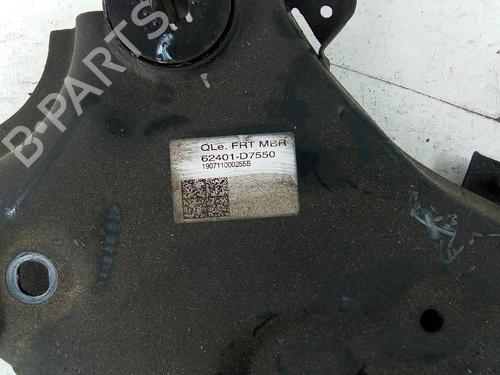 B-PARTS
QLe. FRT MBR
62401-D7550
190711000255B